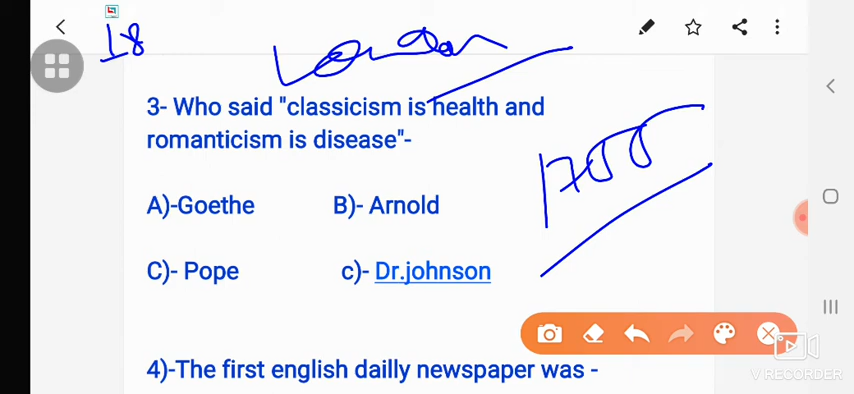 18
London
3- Who said "classicism is health and
romanticism is disease"-
1700
A)-Goethe B)- Arnold
C)- Pope c)- Dr.johnson
4)-The first english dailly newspaper was -
V RECORDER